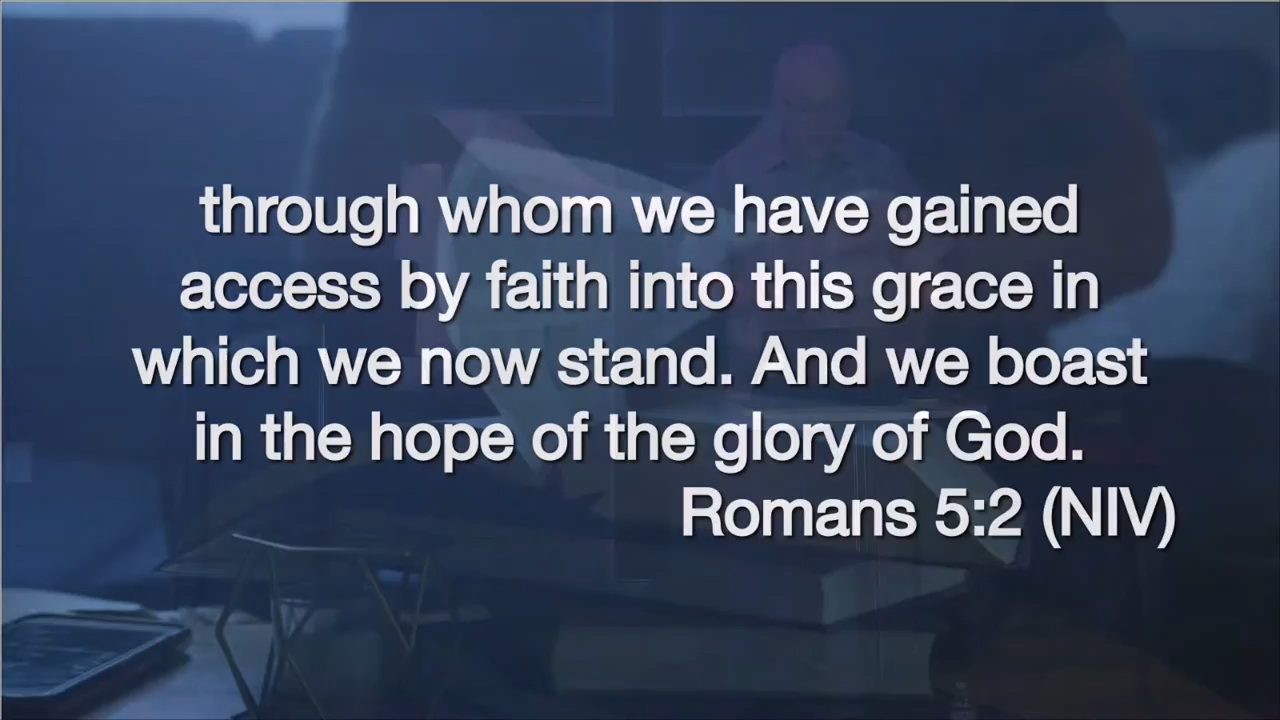 through whom we have gained
access by faith into this grace in
which we now stand. And we boast
in the hope of the glory of God.
Romans 5:2 (NIV)